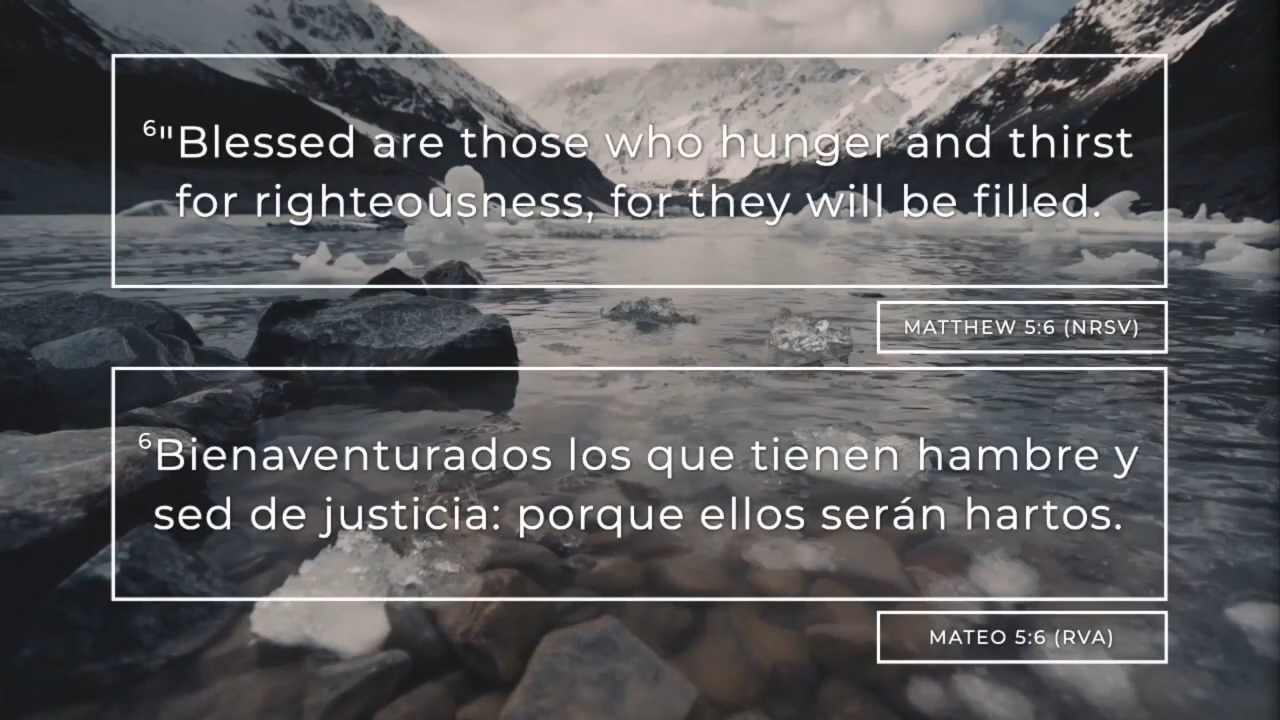 ⁶"Blessed are those who hunger and thirst
for righteousness, for they will be filled.
MATTHEW 5:6 (NRSV)
⁶Bienaventurados los que tienen hambre y
sed de justicia: porque ellos serán hartos.
MATEO 5:6 (RVA)